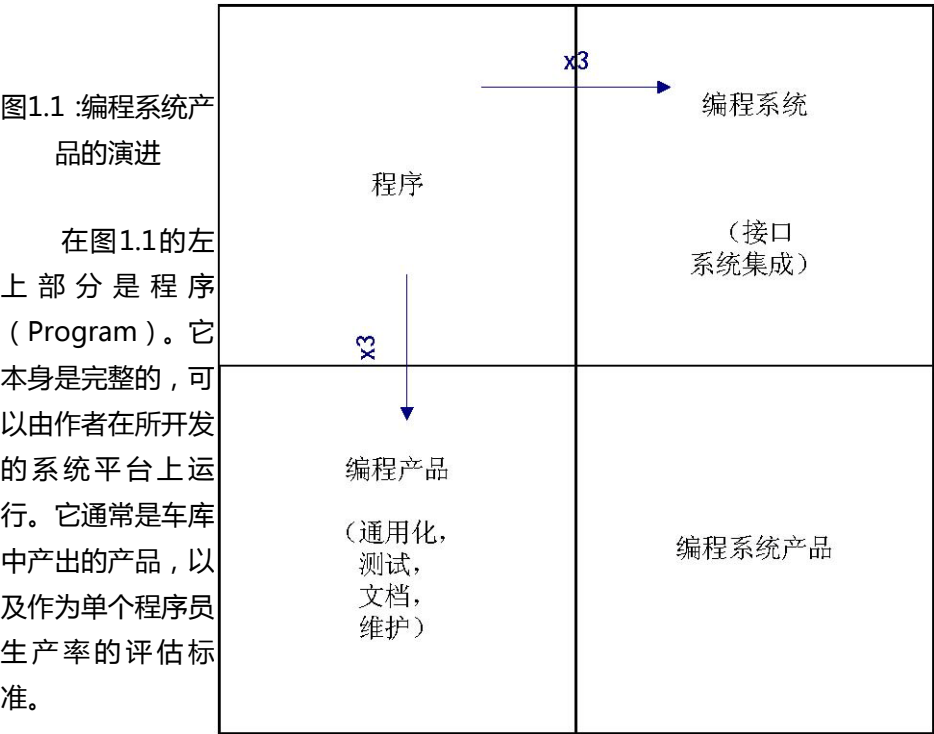 图1.1 :编程系统产
品的演进
在图1.1的左
上部分是程序
（Program）。它
本身是完整的，可
以由作者在所开发
的系统平台上运
行。它通常是车库
中产出的产品，以
及作为单个程序员
生产率的评估标
准。
x3
编程系统
程序
（接口
系统集成）
x3
编程产品
（通用化，
测试，
文档，
维护）
编程系统产品